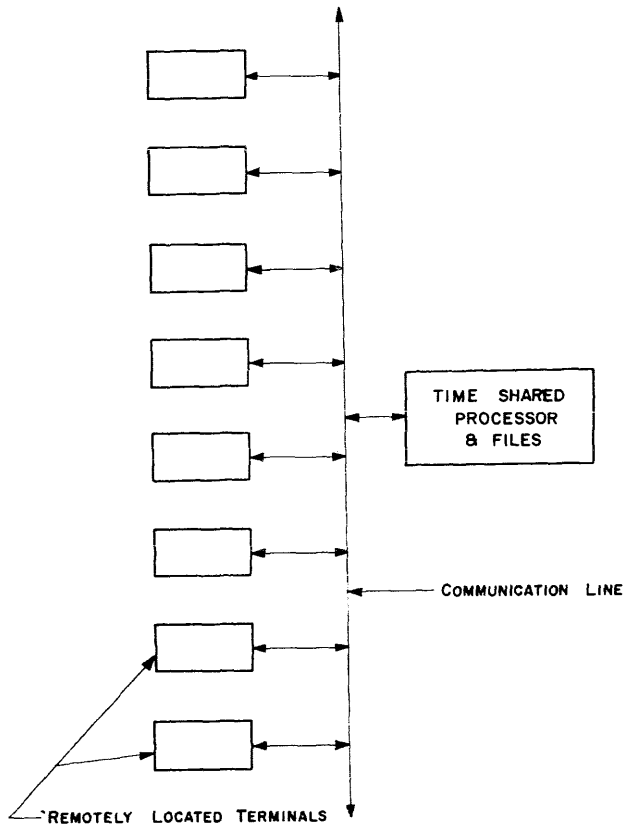 TIME SHARED
PROCESSOR
& FILES
COMMUNICATION LINE
REMOTELY LOCATED TERMINALS